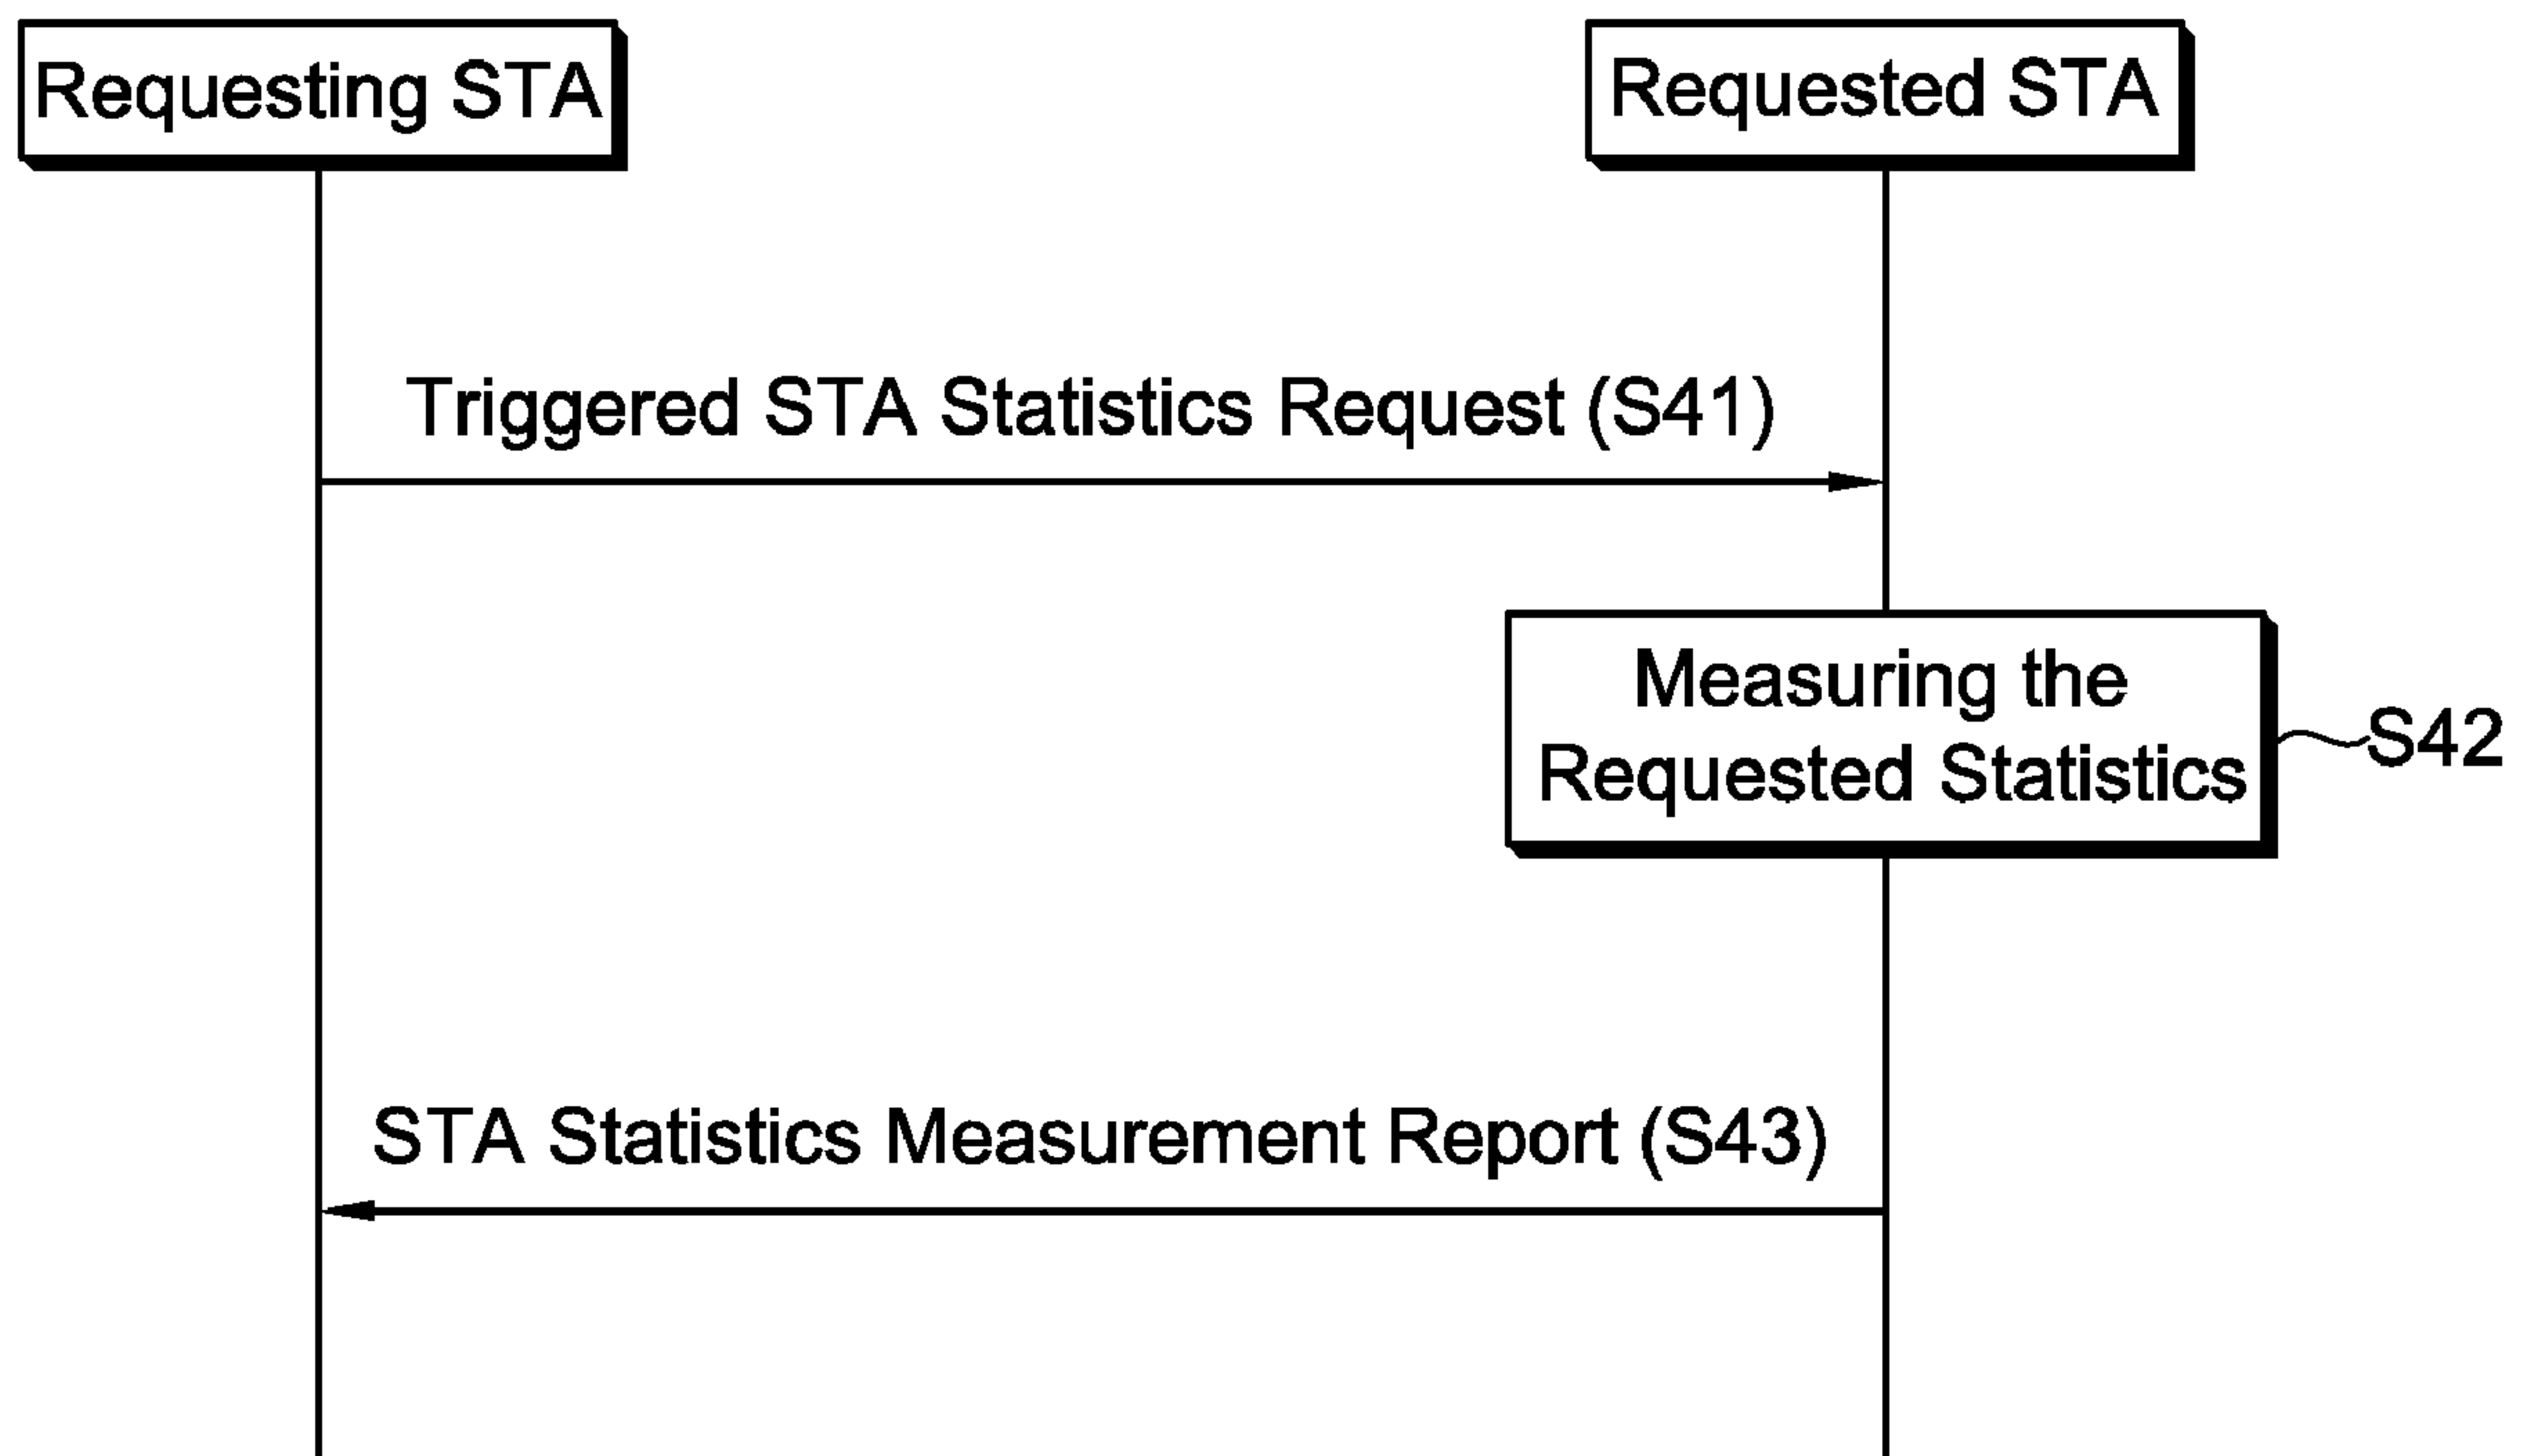 Requesting STA
Requested STA
Triggered STA Statistics Request (S41)
Measuring the
Requested Statistics
S42
STA Statistics Measurement Report (S43)